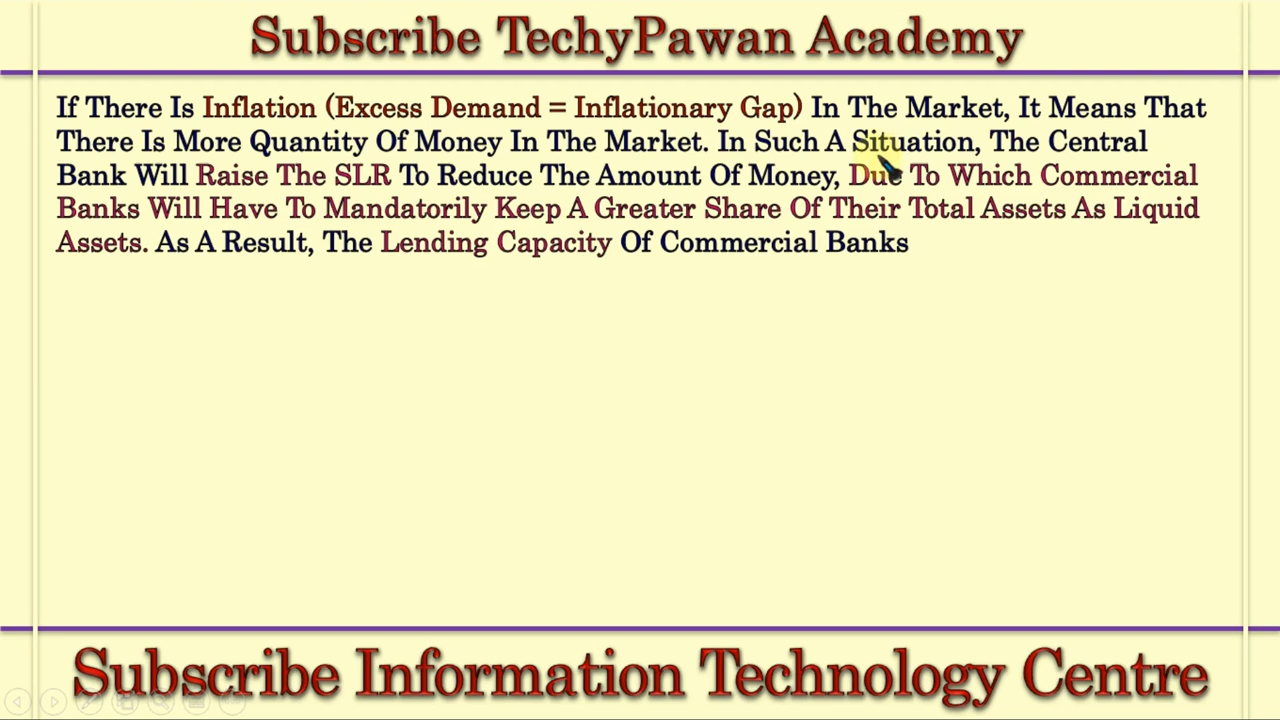 Subscribe TechyPawan Academy
If There Is Inflation (Excess Demand = Inflationary Gap) In The Market, It Means That
There Is More Quantity Of Money In The Market. In Such A Situation, The Central
Bank Will Raise The SLR To Reduce The Amount Of Money, Due To Which Commercial
Banks Will Have To Mandatorily Keep A Greater Share Of Their Total Assets As Liquid
Assets. As A Result, The Lending Capacity Of Commercial Banks
Subscribe Information Technology Centre